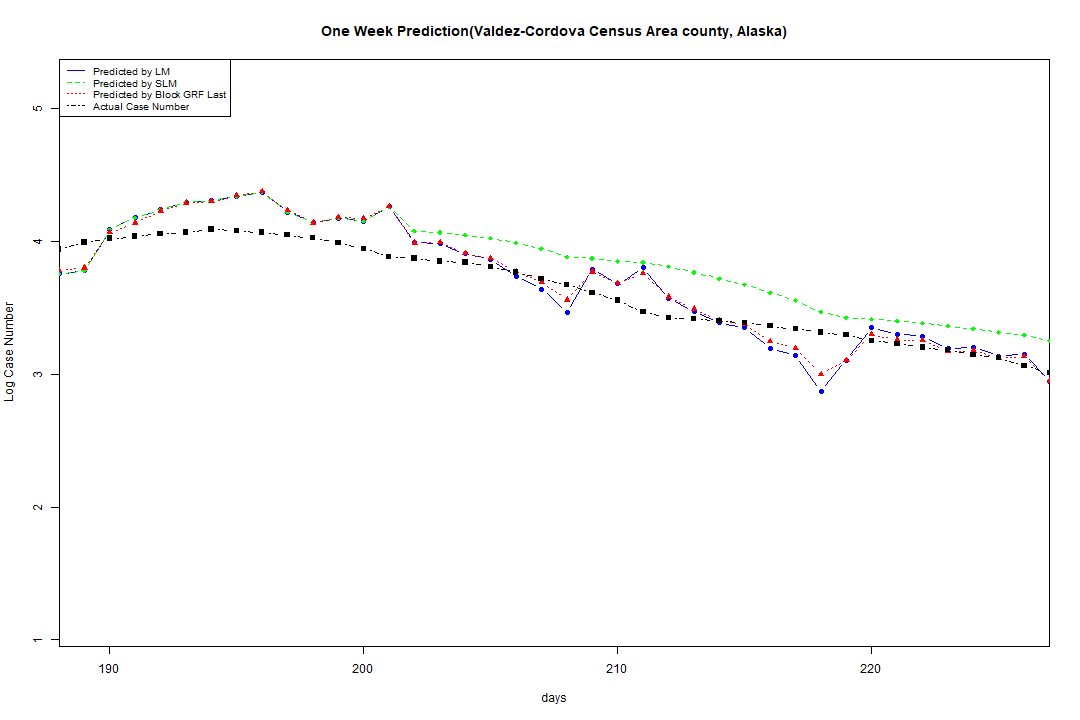 One Week Prediction(Valdez-Cordova Census Area county, Alaska)
Predicted by LM
Predicted by SLM
Predicted by Block GRF Last
Actual Case Number
5
4
3
2
1
Log Case Number
190 200 210 220
days